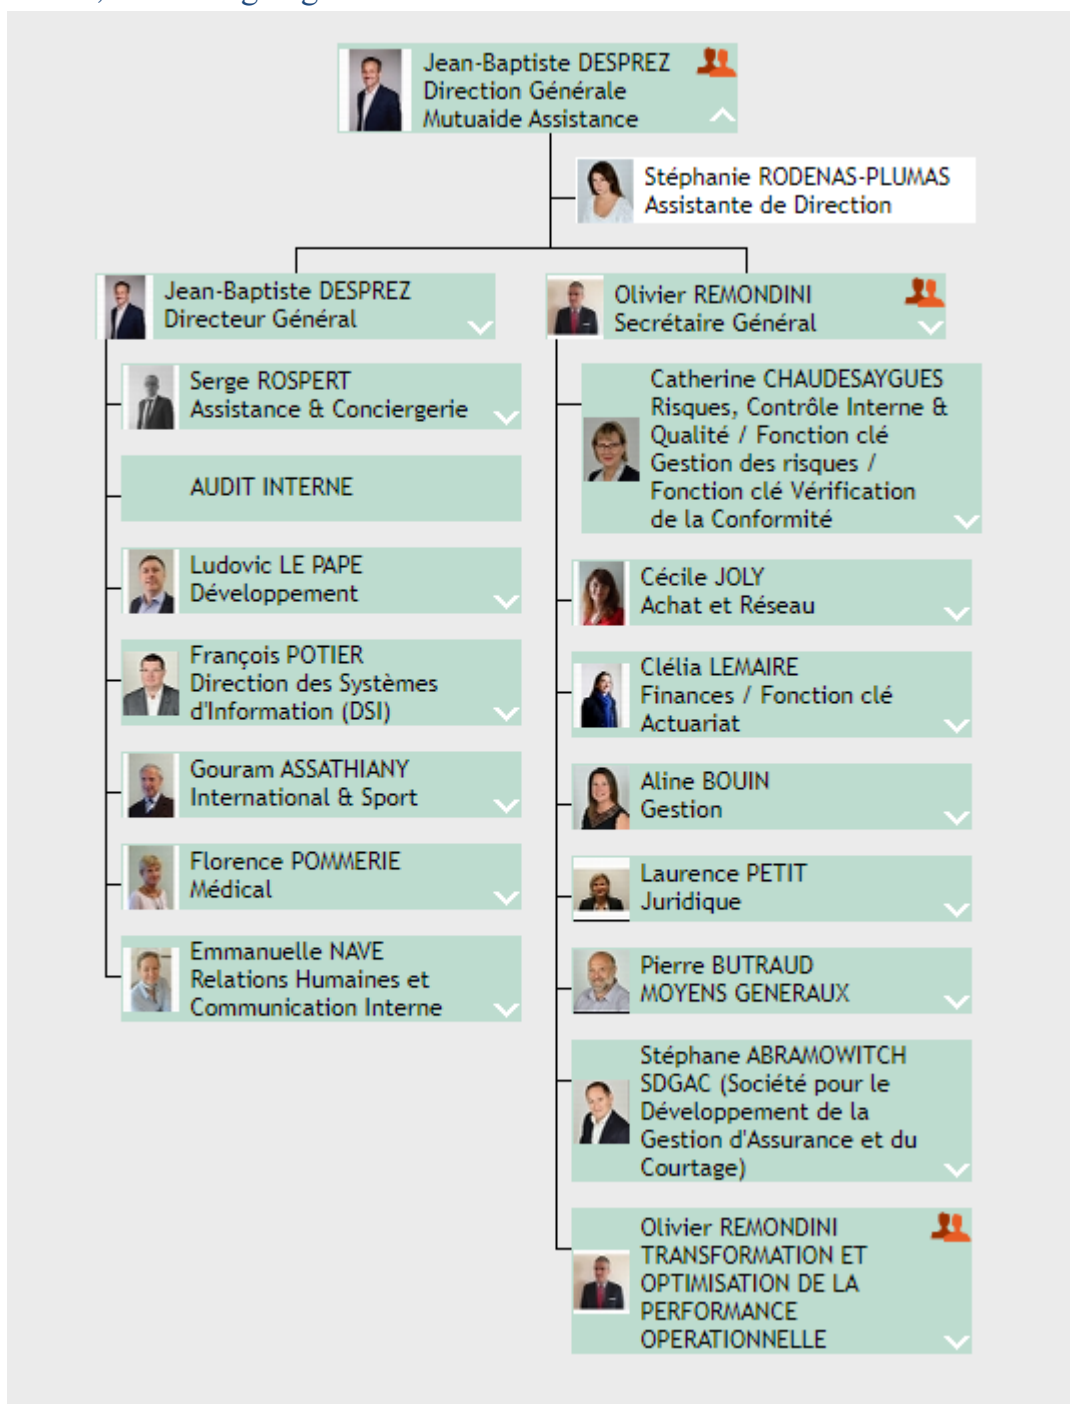 Jean-Baptiste DESPREZ
Direction Générale
Mutuaide Assistance
Stéphanie RODENAS-PLUMAS
Assistante de Direction
Jean-Baptiste DESPREZ
Directeur Général
Olivier REMONDINI
Secrétaire Général
Serge ROSPERT
Assistance & Conciergerie
AUDIT INTERNE
Ludovic LE PAPE
Développement
François POTIER
Direction des Systèmes
d'Information (DSI)
Gouram ASSATHIANY
International & Sport
Florence POMMERIE
Médical
Emmanuelle NAVE
Relations Humaines et
Communication Interne
Catherine CHAUDESAYGUES
Risques, Contrôle Interne &
Qualité / Fonction clé
Gestion des risques /
Fonction clé Vérification
de la Conformité
Cécile JOLY
Achat et Réseau
Clélia LEMAIRE
Finances / Fonction clé
Actuariat
Aline BOUIN
Gestion
Laurence PETIT
Juridique
Pierre BUTRAUD
MOYENS GENERAUX
Stéphane ABRAMOWITCH
SDGAC (Société pour le
Développement de la
Gestion d'Assurance et du
Courtage)
Olivier REMONDINI
TRANSFORMATION ET
OPTIMISATION DE LA
PERFORMANCE
OPERATIONNELLE